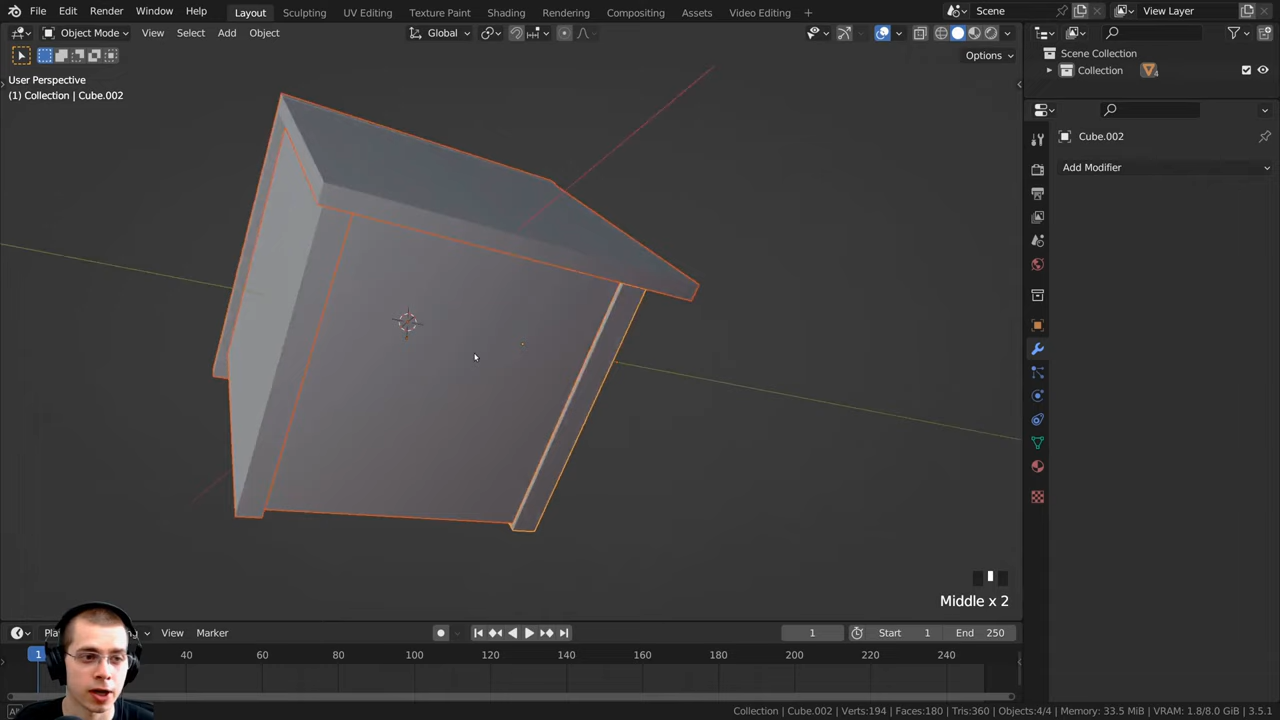 File Edit Render Window Help Layout Sculpting UV Editing Texture Paint Shading Animation Rendering Compositing Assets Video Editing Scene View Layer
Object Mode View Select Add Object Global
Options
User Perspective
(1) Collection | Cube.002
Scene Collection
Collection 4
Cube.002
Add Modifier
Middle x 2
View Marker 1 Start 1 End 250
1 40 60 80 100 120 140 160 180 200 220 240
Collection | Cube.002 | Verts:194 | Faces:180 | Tris:360 | Objects:4/4 | Memory: 33.5 MiB | VRAM: 1.8/8.0 GiB | 3.5.1